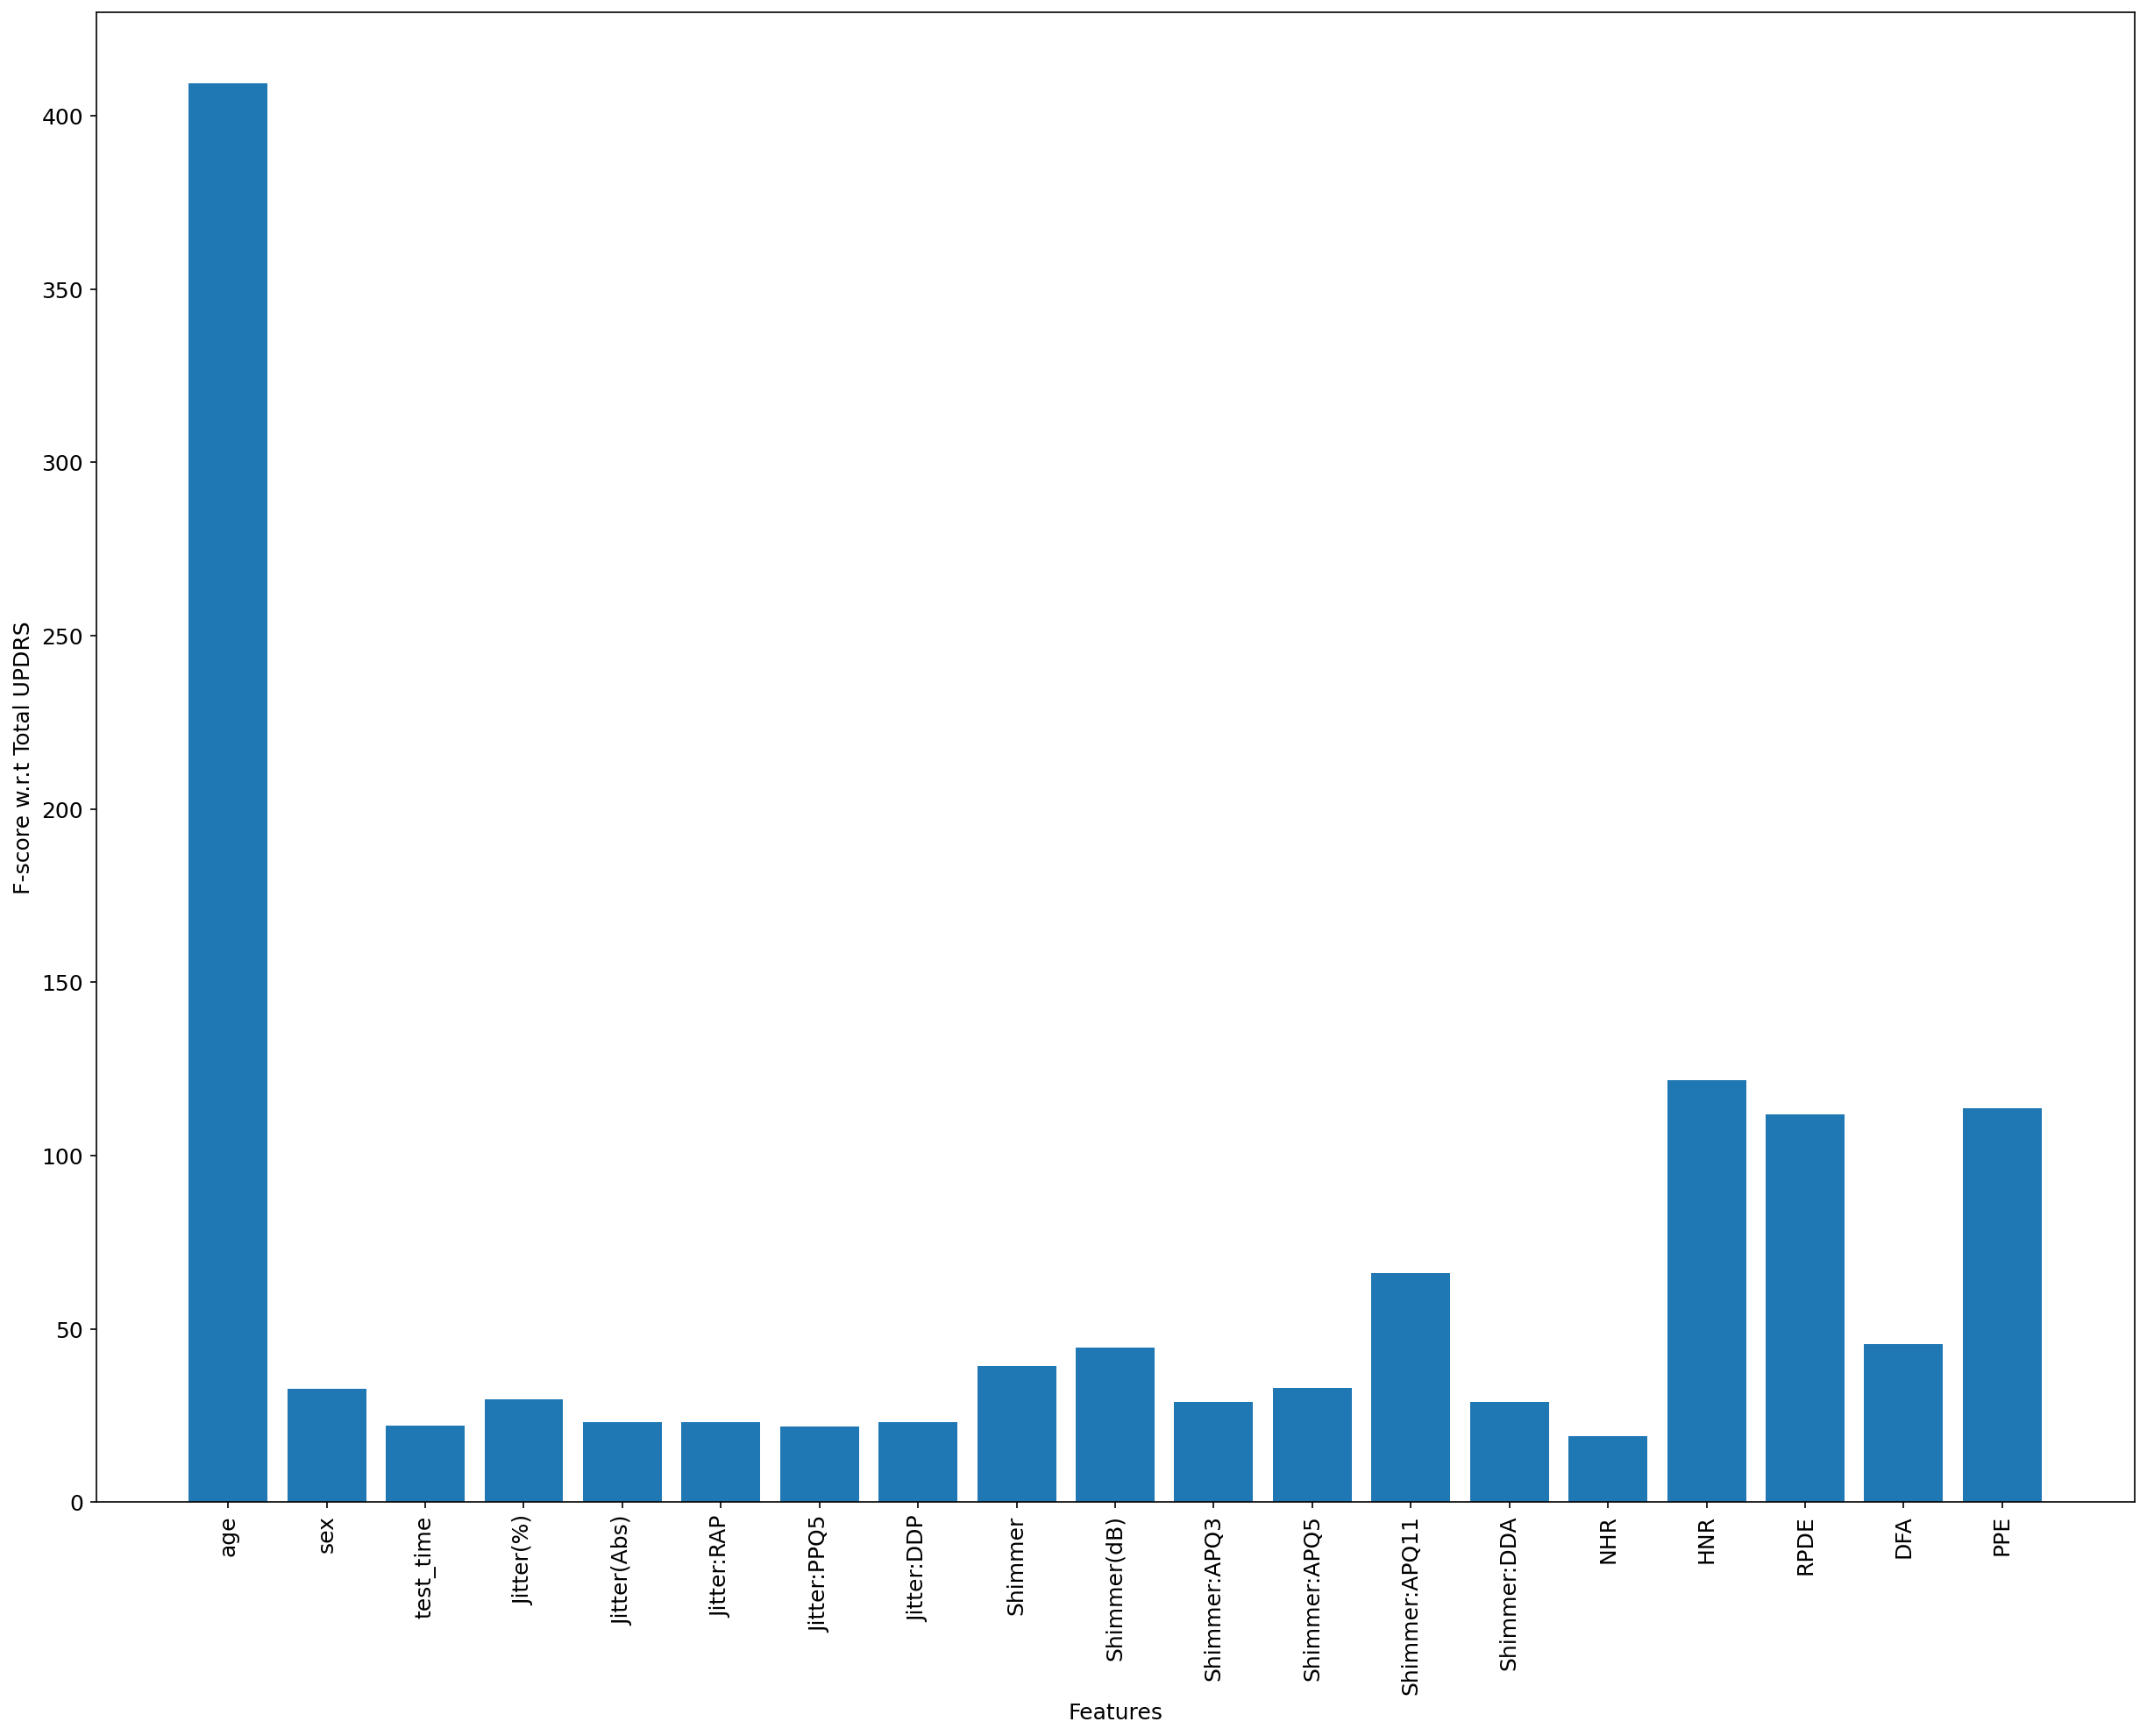 F-score w.r.t Total UPDRS
400
350
300
250
200
150
100
50
0
age
sex
test_time
Jitter(%)
Jitter(Abs)
Jitter:RAP
Jitter:PPQ5
Jitter:DDP
Shimmer
Shimmer(dB)
Shimmer:APQ3
Shimmer:APQ5
Shimmer:APQ11
Shimmer:DDA
NHR
HNR
RPDE
DFA
PPE
Features